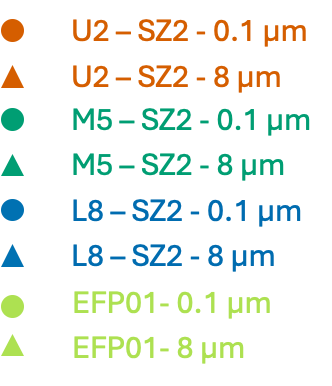 U2 – SZ2 - 0.1 µm
U2 – SZ2 - 8 µm
M5 – SZ2 - 0.1 µm
M5 – SZ2 - 8 µm
L8 – SZ2 - 0.1 µm
L8 – SZ2 - 8 µm
EFP01- 0.1 µm
EFP01- 8 µm